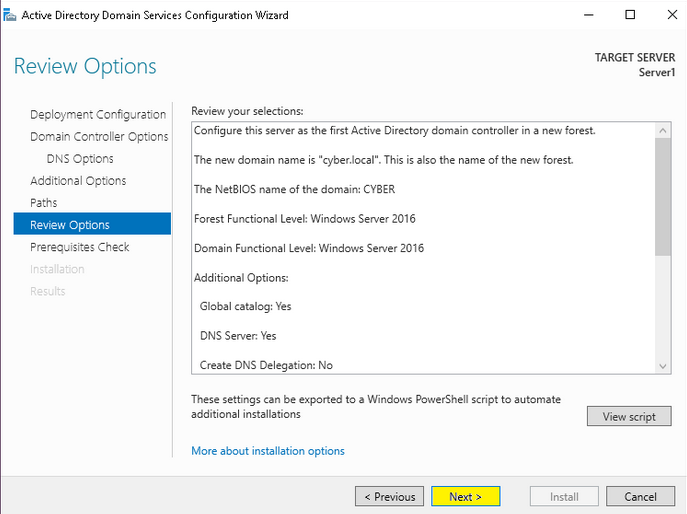 Active Directory Domain Services Configuration Wizard
Review Options
TARGET SERVER
Server1
Deployment Configuration
Domain Controller Options
DNS Options
Additional Options
Paths
Review Options
Prerequisites Check
Installation
Results
Review your selections:
Configure this server as the first Active Directory domain controller in a new forest.
The new domain name is "cyber.local". This is also the name of the new forest.
The NetBIOS name of the domain: CYBER
Forest Functional Level: Windows Server 2016
Domain Functional Level: Windows Server 2016
Additional Options:
Global catalog: Yes
DNS Server: Yes
Create DNS Delegation: No
These settings can be exported to a Windows PowerShell script to automate
additional installations
View script
More about installation options
< Previous
Next >
Install
Cancel